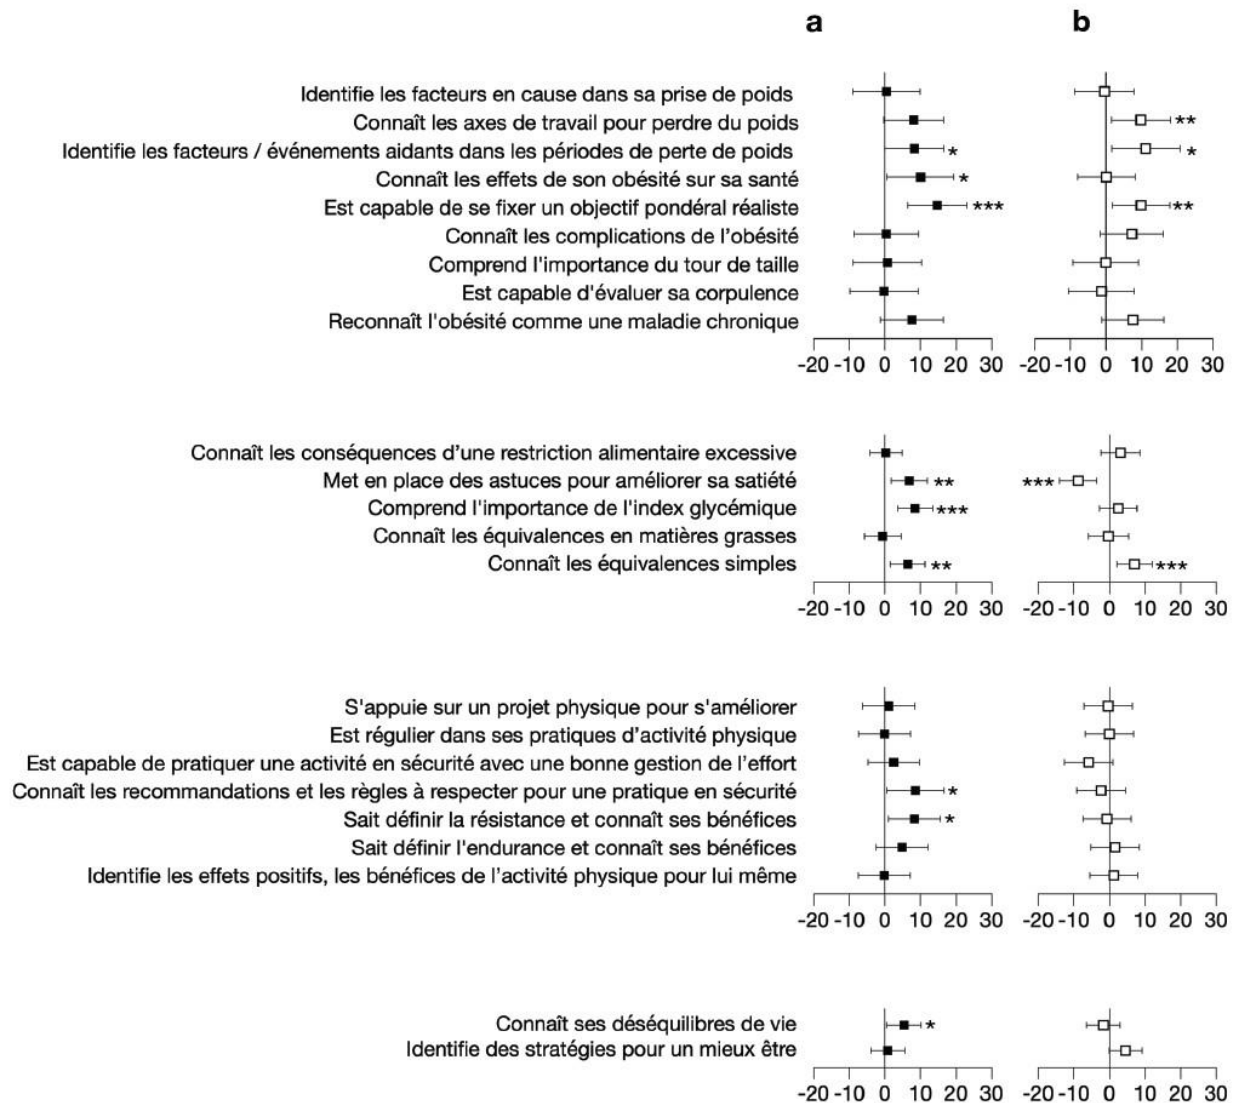 a b
Identifie les facteurs en cause dans sa prise de poids
Connaît les axes de travail pour perdre du poids **
Identifie les facteurs / événements aidants dans les périodes de perte de poids * *
Connaît les effets de son obésité sur sa santé *
Est capable de se fixer un objectif pondéral réaliste *** **
Connaît les complications de l'obésité
Comprend l'importance du tour de taille
Est capable d'évaluer sa corpulence
Reconnaît l'obésité comme une maladie chronique
-20 -10 0 10 20 30 -20 -10 0 10 20 30
Connaît les conséquences d'une restriction alimentaire excessive
Met en place des astuces pour améliorer sa satiété ** ***
Comprend l'importance de l'index glycémique ***
Connaît les équivalences en matières grasses
Connaît les équivalences simples ** ***
-20 -10 0 10 20 30 -20 -10 0 10 20 30
S'appuie sur un projet physique pour s'améliorer
Est régulier dans ses pratiques d'activité physique
Est capable de pratiquer une activité en sécurité avec une bonne gestion de l'effort
Connaît les recommandations et les règles à respecter pour une pratique en sécurité *
Sait définir la résistance et connaît ses bénéfices *
Sait définir l'endurance et connaît ses bénéfices
Identifie les effets positifs, les bénéfices de l'activité physique pour lui même
-20 -10 0 10 20 30 -20 -10 0 10 20 30
Connaît ses déséquilibres de vie *
Identifie des stratégies pour un mieux être
-20 -10 0 10 20 30 -20 -10 0 10 20 30